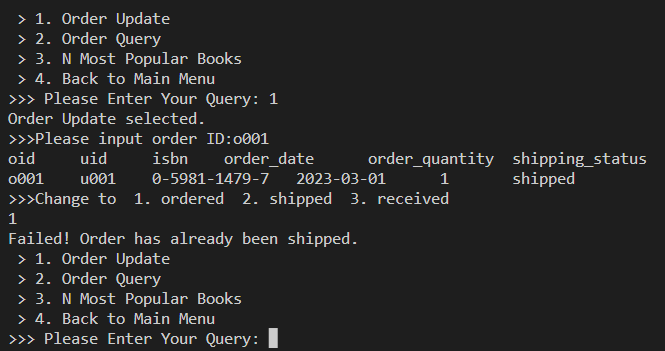 > 1. Order Update
> 2. Order Query
> 3. N Most Popular Books
> 4. Back to Main Menu
>>> Please Enter Your Query: 1
Order Update selected.
>>>Please input order ID:o001
oid     uid     isbn    order_date      order_quantity  shipping_status
o001    u001    0-5981-1479-7   2023-03-01      1       shipped
>>>Change to  1. ordered  2. shipped  3. received
1
Failed! Order has already been shipped.
> 1. Order Update
> 2. Order Query
> 3. N Most Popular Books
> 4. Back to Main Menu
>>> Please Enter Your Query: